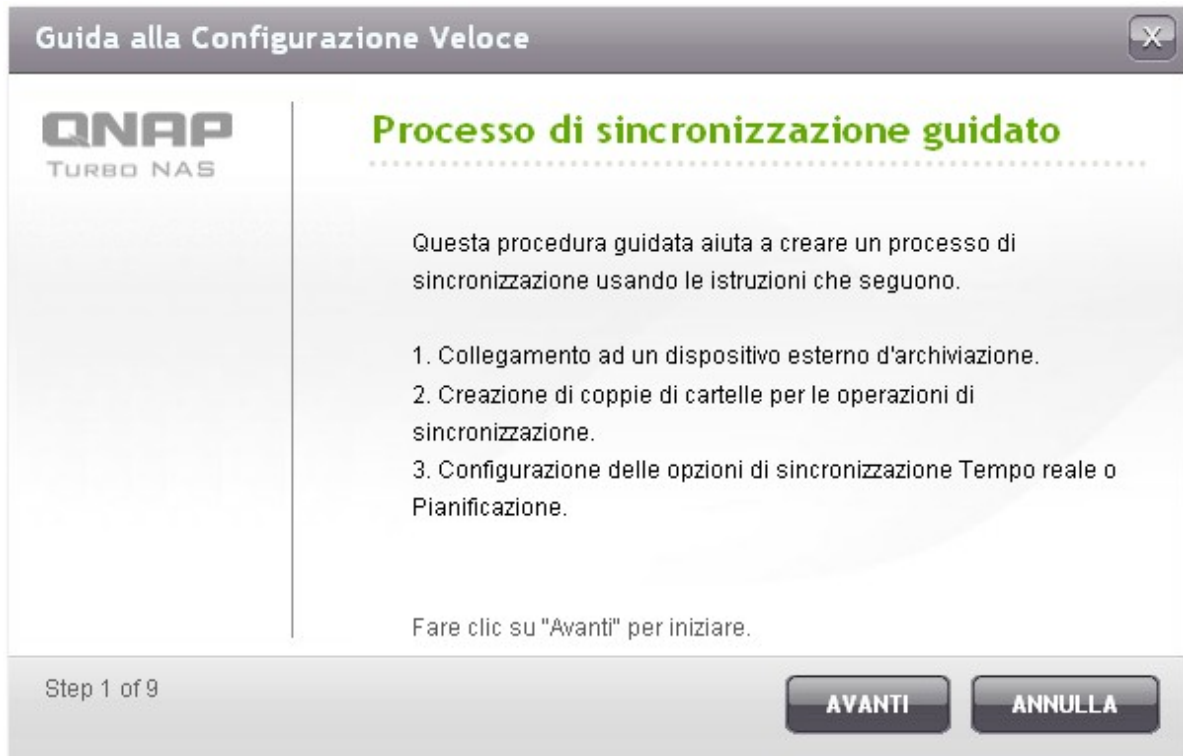 Guida alla Configurazione Veloce
X
QNAP
TURBO NAS
Processo di sincronizzazione guidato
Questa procedura guidata aiuta a creare un processo di
sincronizzazione usando le istruzioni che seguono.
1. Collegamento ad un dispositivo esterno d'archiviazione.
2. Creazione di coppie di cartelle per le operazioni di
sincronizzazione.
3. Configurazione delle opzioni di sincronizzazione Tempo reale o
Pianificazione.
Fare clic su "Avanti" per iniziare.
Step 1 of 9
AVANTI
ANNULLA